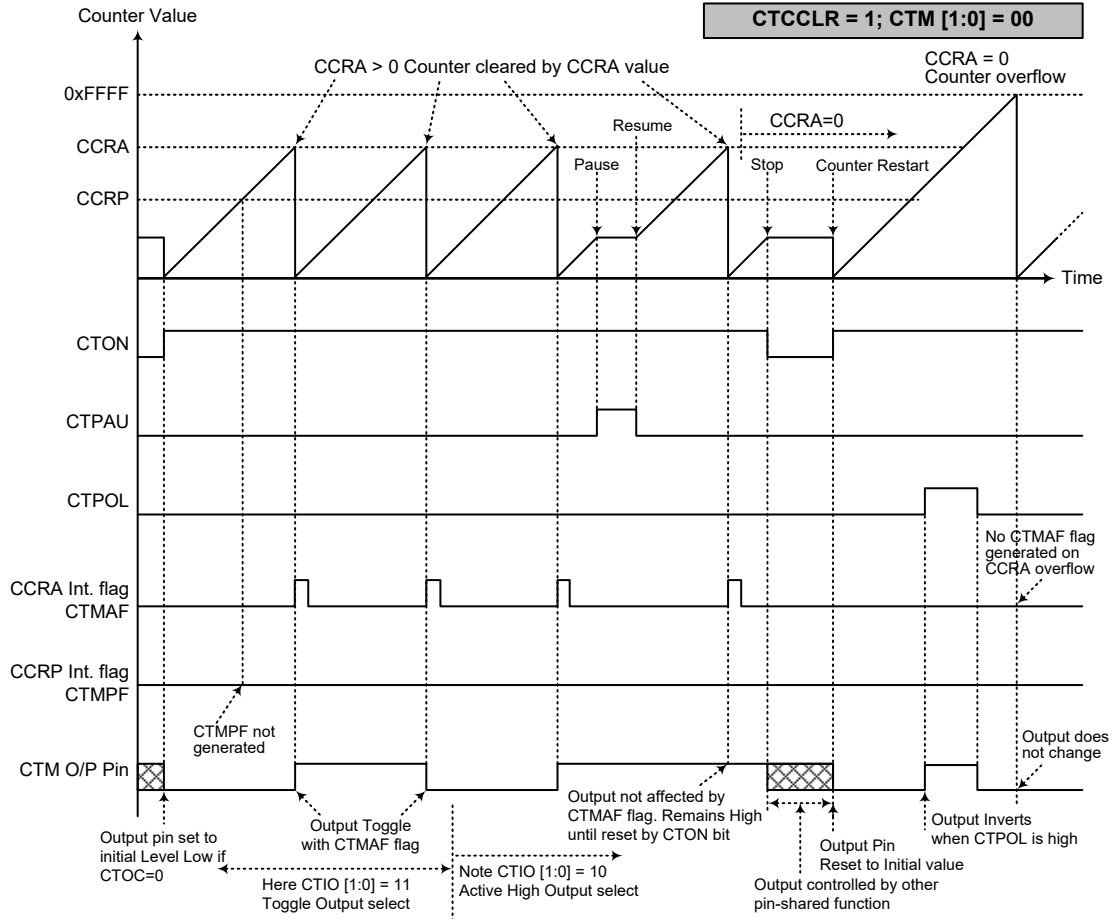 Counter Value
CTCCLR = 1; CTM [1:0] = 00
CCRA > 0 Counter cleared by CCRA value
CCRA = 0
Counter overflow
0xFFFF
Resume
CCRA=0
CCRA
Pause
Stop
Counter Restart
CCRP
Time
CTON
CTPAU
CTPOL
No CTMAF flag
generated on
CCRA overflow
CCRA Int. flag
CTMAF
CCRP Int. flag
CTMPF
CTMPF not
generated
Output does
not change
CTM O/P Pin
Output pin set to
initial Level Low if
CTOC=0
Output Toggle
with CTMAF flag
Output not affected by
CTMAF flag. Remains High
until reset by CTON bit
Output Inverts
when CTPOL is high
Output Pin
Reset to Initial value
Here CTIO [1:0] = 11
Toggle Output select
Note CTIO [1:0] = 10
Active High Output select
Output controlled by other
pin-shared function